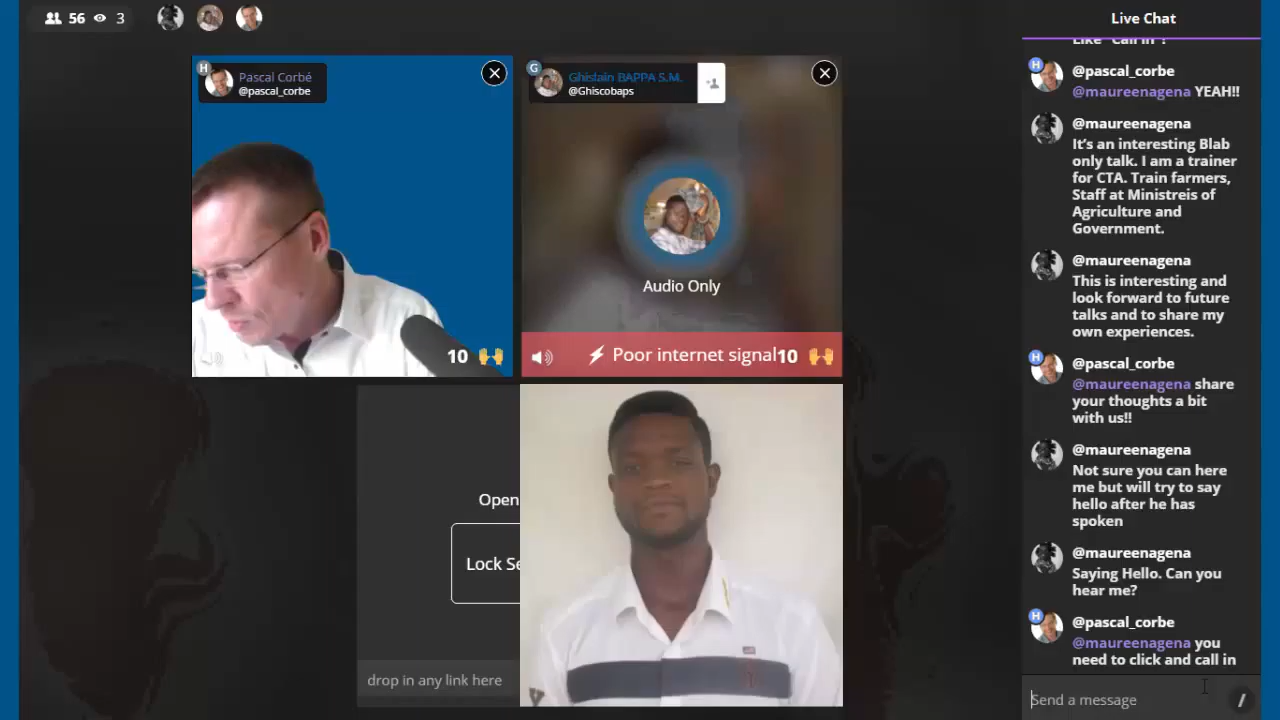 56 3
Live Chat
Like "Call in"?
H
Pascal Corbé
@pascal_corbe
G
Ghislain BAPPA S.M.
@Ghiscobaps
Audio Only
10
Poor internet signal 10
Open
Lock Se
drop in any link here
H
@pascal_corbe
@maureenagena YEAH!!
@maureenagena
It's an interesting Blab
only talk. I am a trainer
for CTA. Train farmers,
Staff at Ministreis of
Agriculture and
Government.
@maureenagena
This is interesting and
look forward to future
talks and to share my
own experiences.
H
@pascal_corbe
@maureenagena share
your thoughts a bit
with us!!
@maureenagena
Not sure you can here
me but will try to say
hello after he has
spoken
@maureenagena
Saying Hello. Can you
hear me?
H
@pascal_corbe
@maureenagena you
need to click and call in
Send a message
/